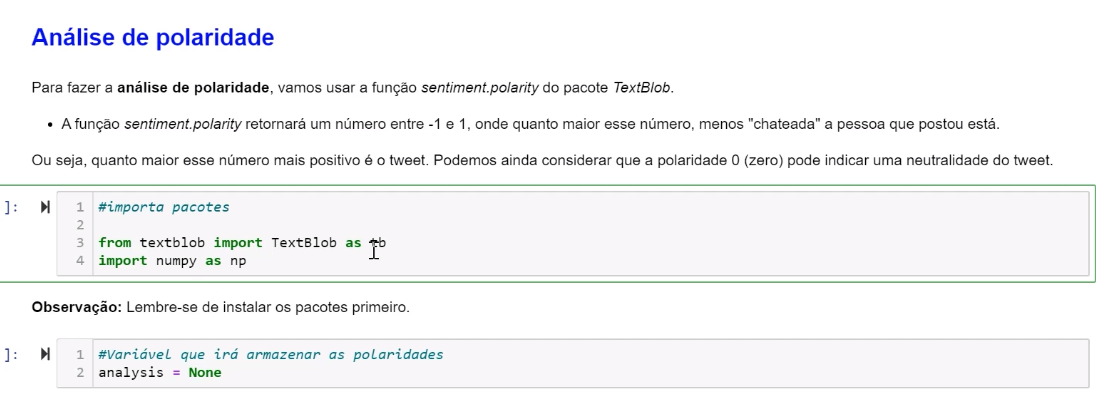 Análise de polaridade
Para fazer a análise de polaridade, vamos usar a função sentiment.polarity do pacote TextBlob.
• A função sentiment.polarity retornará um número entre -1 e 1, onde quanto maior esse número, menos "chateada" a pessoa que postou está.
Ou seja, quanto maior esse número mais positivo é o tweet. Podemos ainda considerar que a polaridade 0 (zero) pode indicar uma neutralidade do tweet.
]: 1 #importa pacotes
2
3 from textblob import TextBlob as tb
4 import numpy as np
Observação: Lembre-se de instalar os pacotes primeiro.
]: 1 #Variável que irá armazenar as polaridades
2 analysis = None